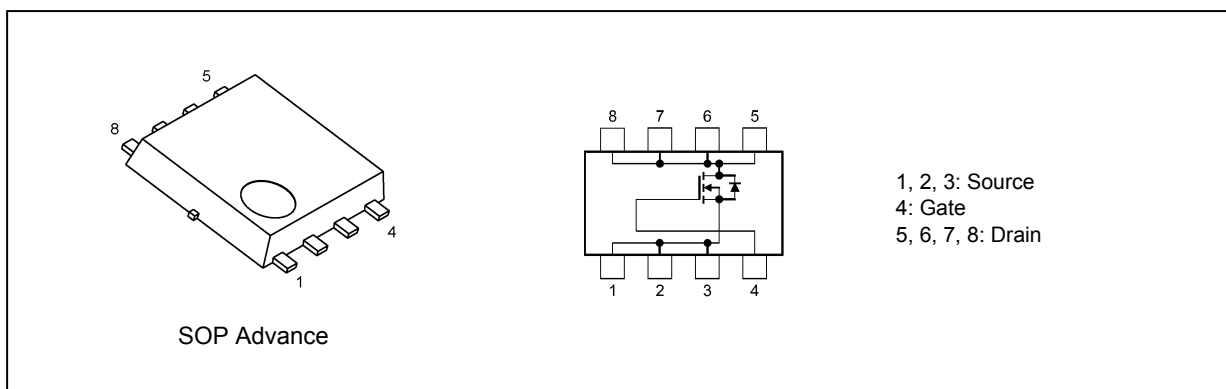 5
8
4
1
SOP Advance
8 7 6 5
1 2 3 4
1, 2, 3: Source
4: Gate
5, 6, 7, 8: Drain